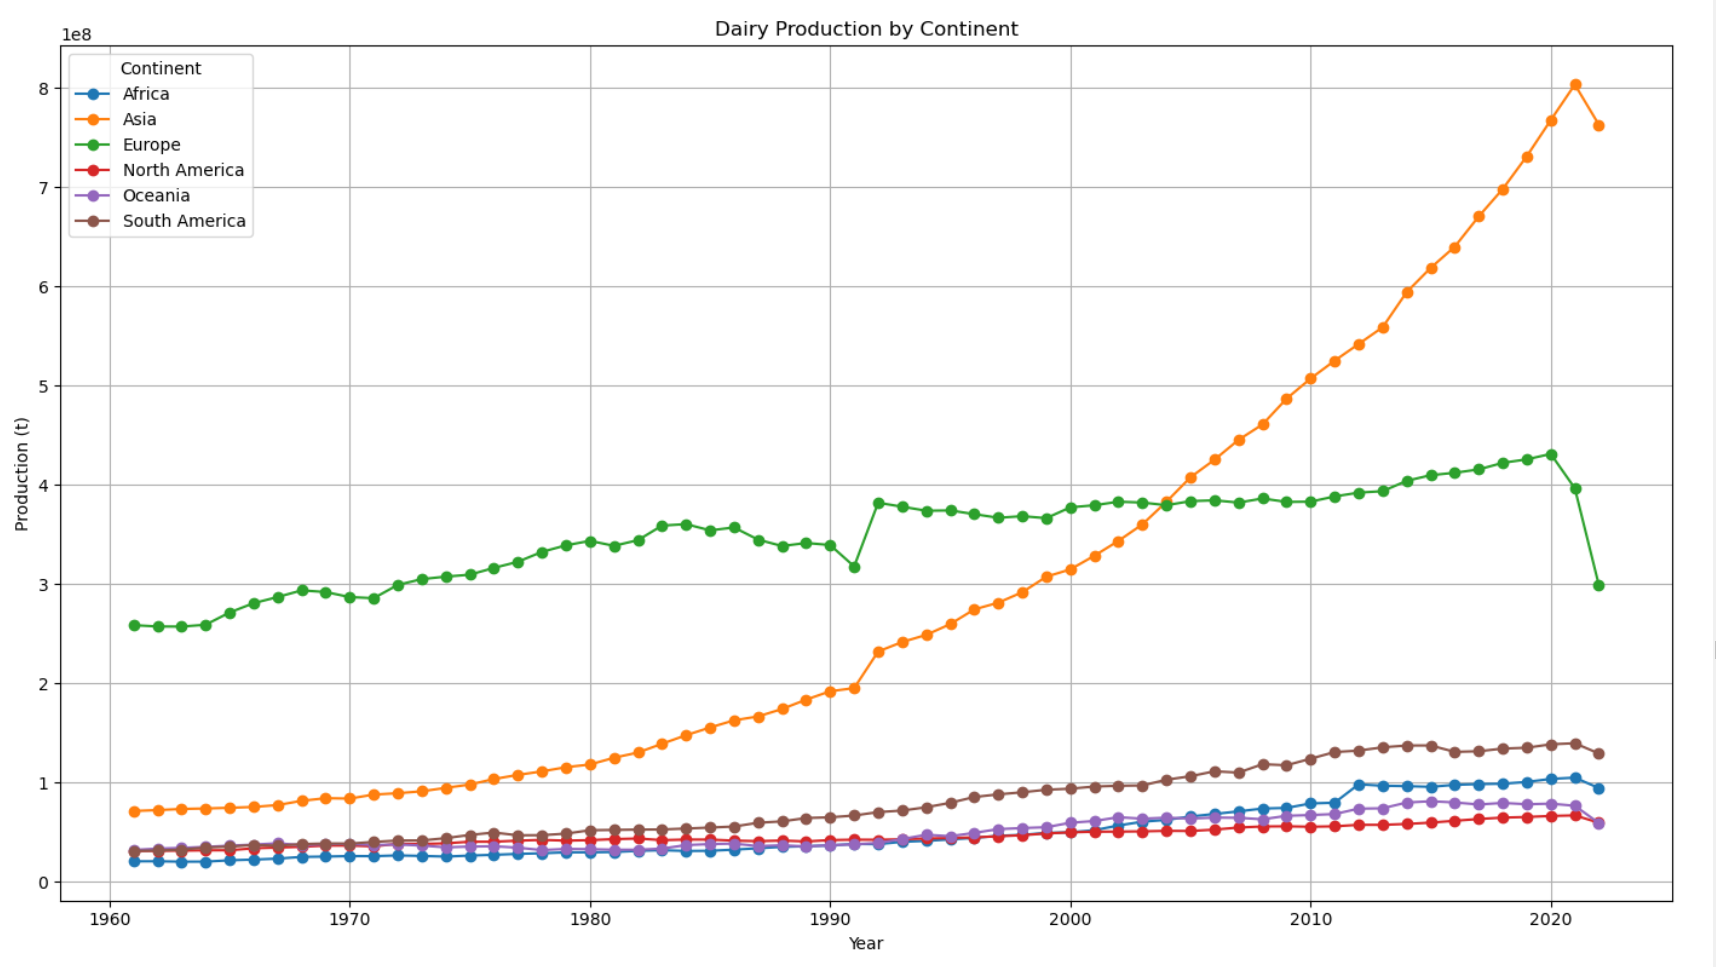 Dairy Production by Continent
1e8
Continent
Africa
Asia
Europe
North America
Oceania
South America
8
7
6
5
4
3
2
1
0
Production (t)
1960 1970 1980 1990 2000 2010 2020
Year